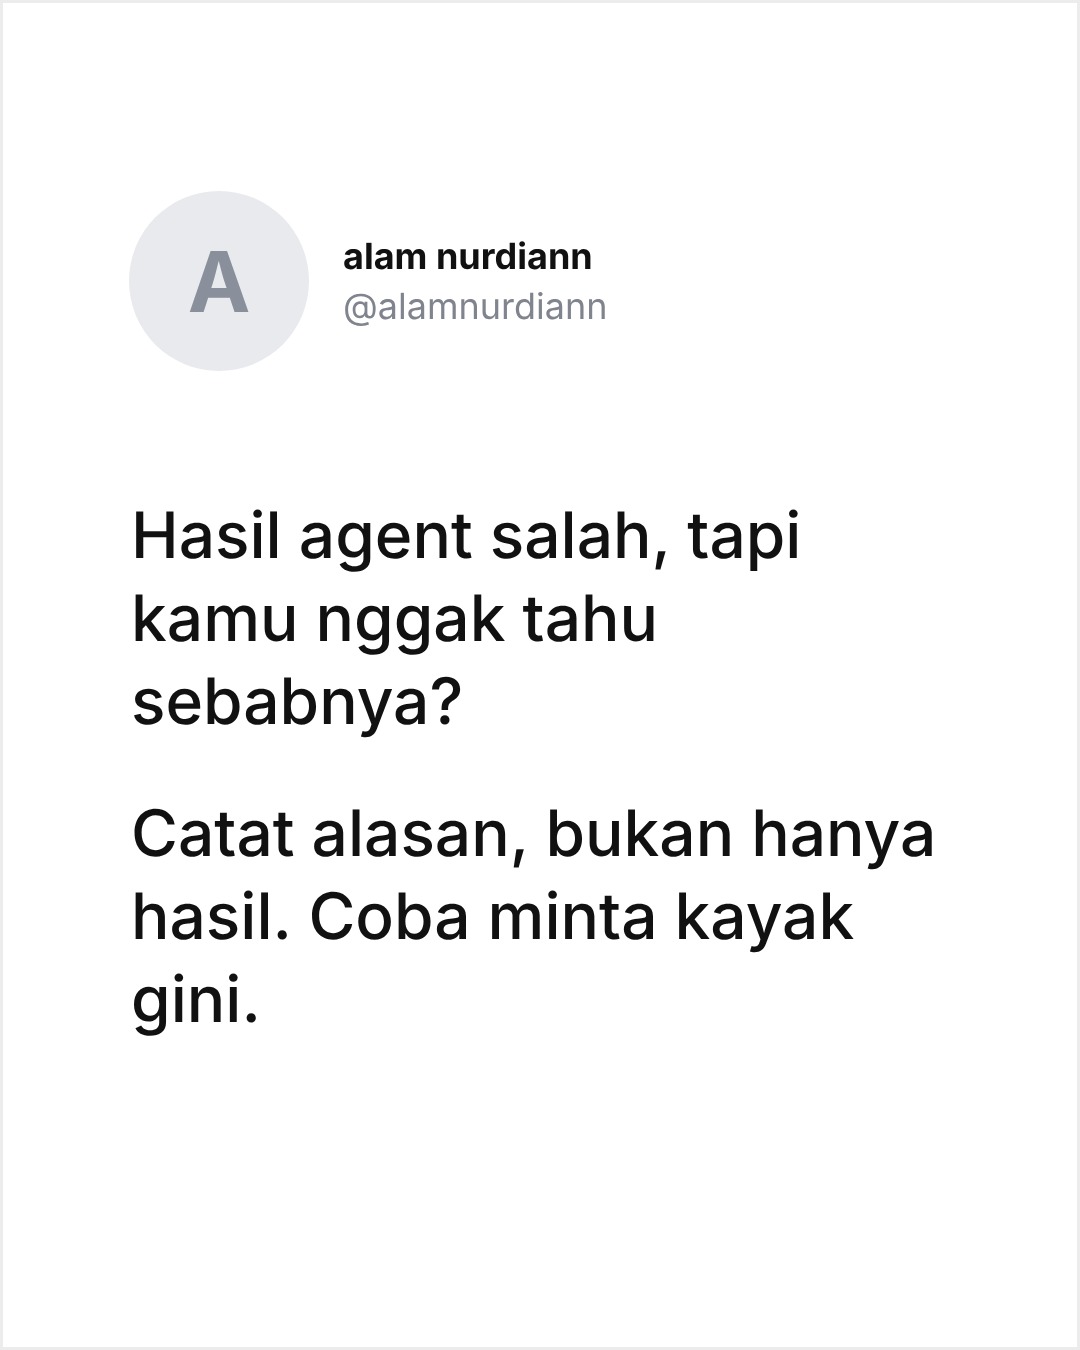 A
alam nurdiann
@alamnurdiann
Hasil agent salah, tapi
kamu nggak tahu
sebabnya?
Catat alasan, bukan hanya
hasil. Coba minta kayak
gini.